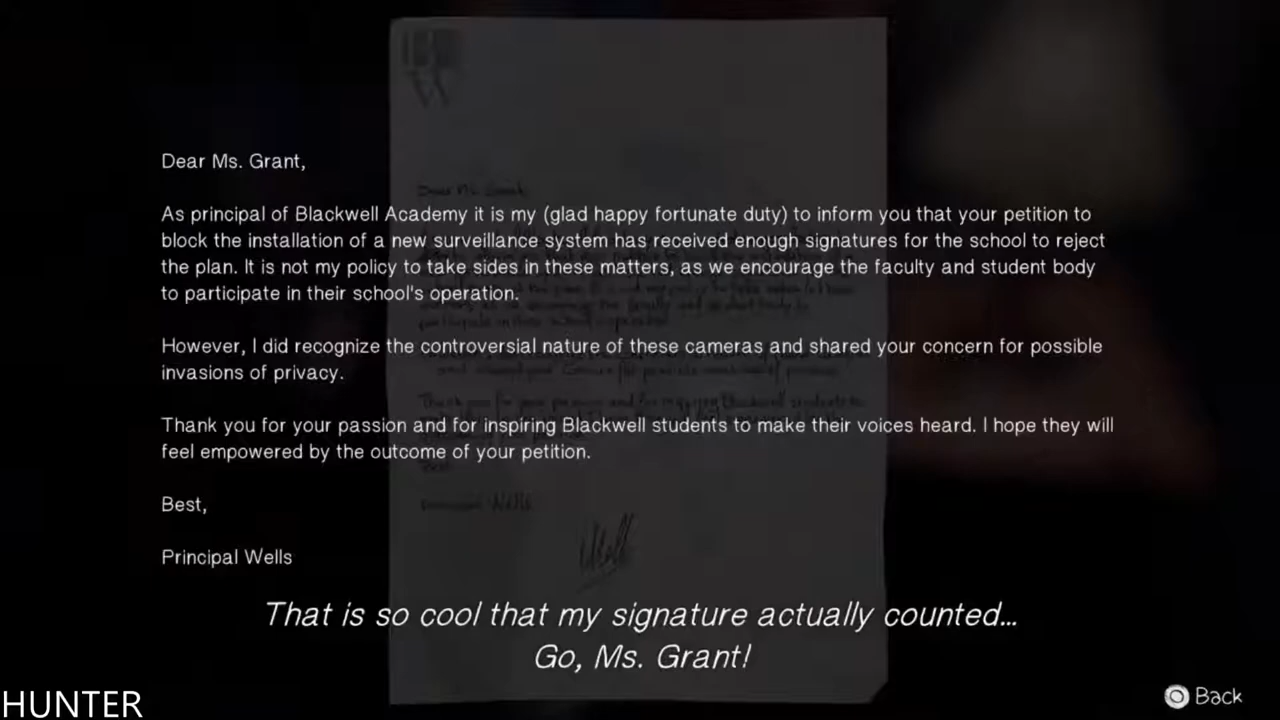 Dear Ms. Grant,
As principal of Blackwell Academy it is my (glad happy fortunate duty) to inform you that your petition to
block the installation of a new surveillance system has received enough signatures for the school to reject
the plan. It is not my policy to take sides in these matters, as we encourage the faculty and student body
to participate in their school's operation.
However, I did recognize the controversial nature of these cameras and shared your concern for possible
invasions of privacy.
Thank you for your passion and for inspiring Blackwell students to make their voices heard. I hope they will
feel empowered by the outcome of your petition.
Best,
Principal Wells
That is so cool that my signature actually counted...
Go, Ms. Grant!
HUNTER
Back